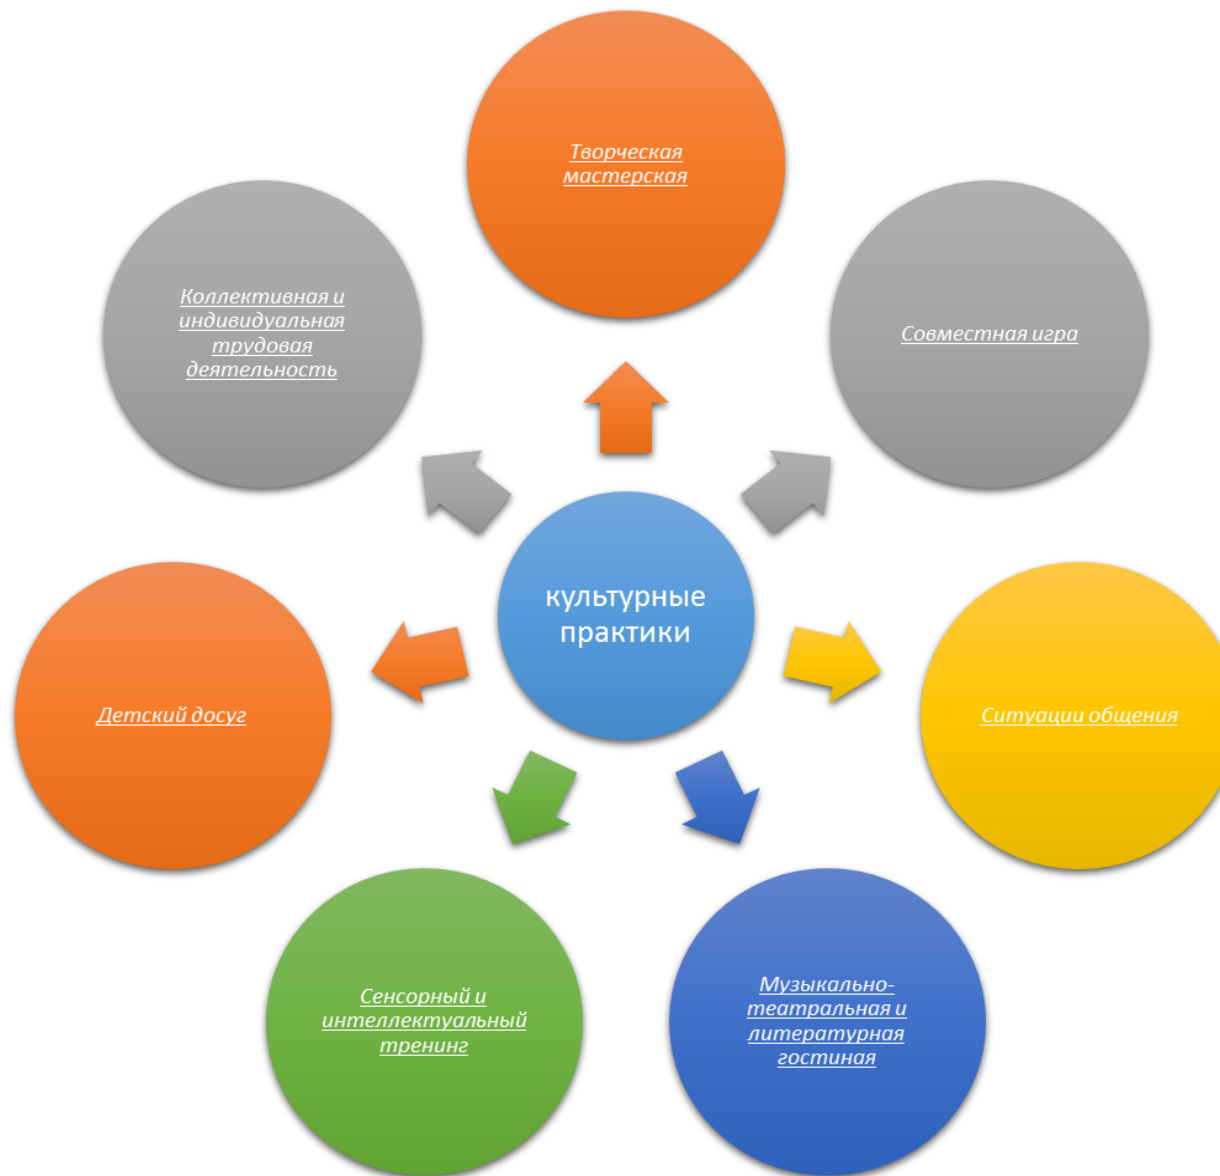 Творческая
мастерская
Совместная игра
Ситуации общения
Музыкально-
театральная и
литературная
гостиная
Сенсорный и
интеллектуальный
тренинг
Детский досуг
Коллективная и
индивидуальная
трудовая
деятельность
культурные
практики